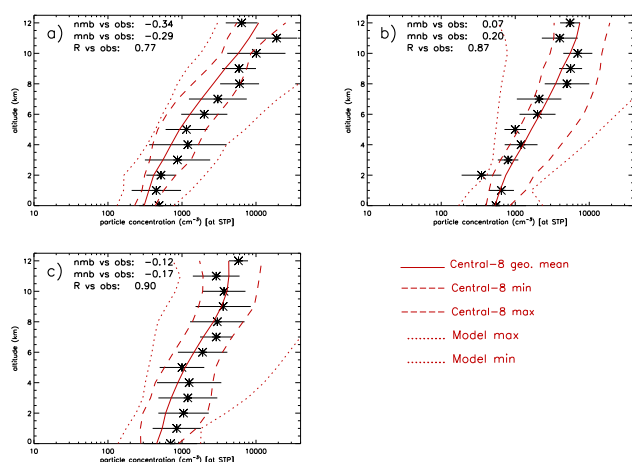 a)
nmb vs obs: −0.34
mnb vs obs: −0.29
R vs obs: 0.77
altitude (km)
12
10
8
6
4
2
0
10 100 1000 10000
particle concentration (cm⁻³) [at STP]
b)
nmb vs obs: 0.07
mnb vs obs: 0.20
R vs obs: 0.87
altitude (km)
12
10
8
6
4
2
0
10 100 1000 10000
particle concentration (cm⁻³) [at STP]
c)
nmb vs obs: −0.12
mnb vs obs: −0.17
R vs obs: 0.90
altitude (km)
12
10
8
6
4
2
0
10 100 1000 10000
particle concentration (cm⁻³) [at STP]
Central−8 geo. mean
Central−8 min
Central−8 max
Model max
Model min